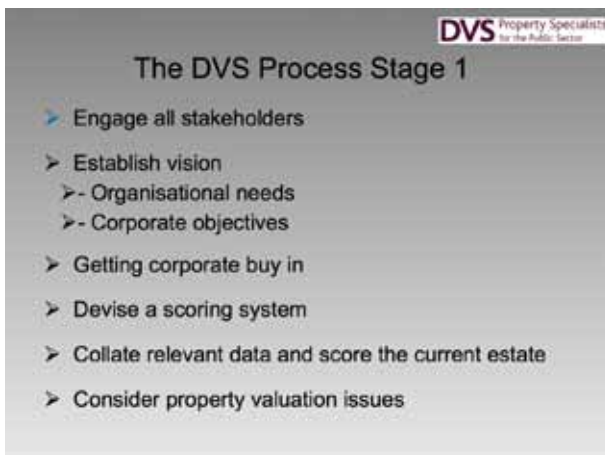 DVS Property Specialists
for the Public Sector
The DVS Process Stage 1
➢ Engage all stakeholders
➢ Establish vision
➢- Organisational needs
➢- Corporate objectives
➢ Getting corporate buy in
➢ Devise a scoring system
➢ Collate relevant data and score the current estate
➢ Consider property valuation issues